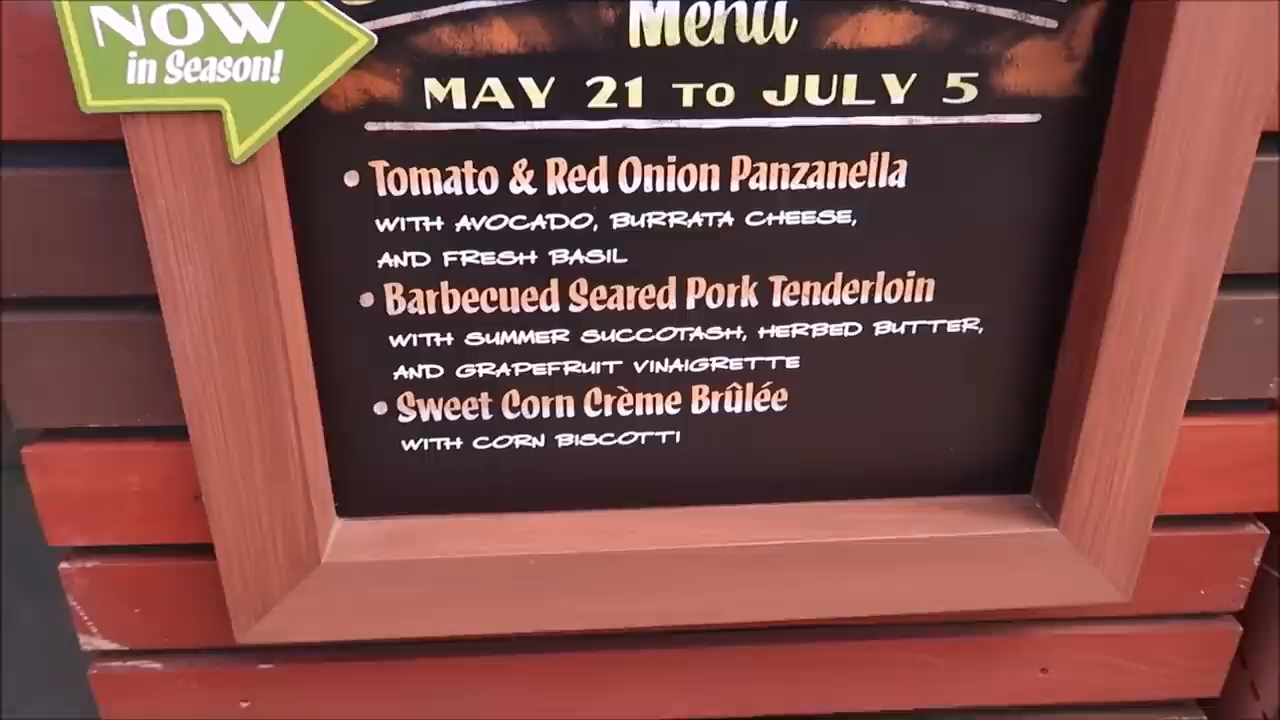 NOW
in Season!
Menu
MAY 21 TO JULY 5
• Tomato & Red Onion Panzanella
WITH AVOCADO, BURRATA CHEESE,
AND FRESH BASIL
• Barbecued Seared Pork Tenderloin
WITH SUMMER SUCCOTASH, HERBED BUTTER,
AND GRAPEFRUIT VINAIGRETTE
• Sweet Corn Crème Brûlée
WITH CORN BISCOTTI